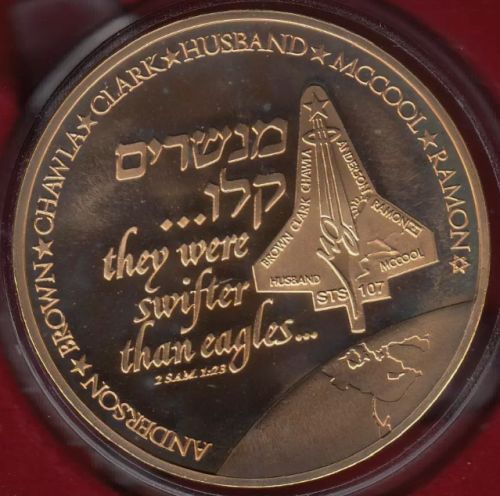 ANDERSON★BROWN★CHAWLA★CLARK★HUSBAND★MCCOOL★RAMON✡
מנשרים
קלו...
they were
swifter
than eagles...
2 SAM 1:23
BROWN CLARK CHAWLA
ANDERSON
RAMON
HUSBAND
MCCOOL
STS 107